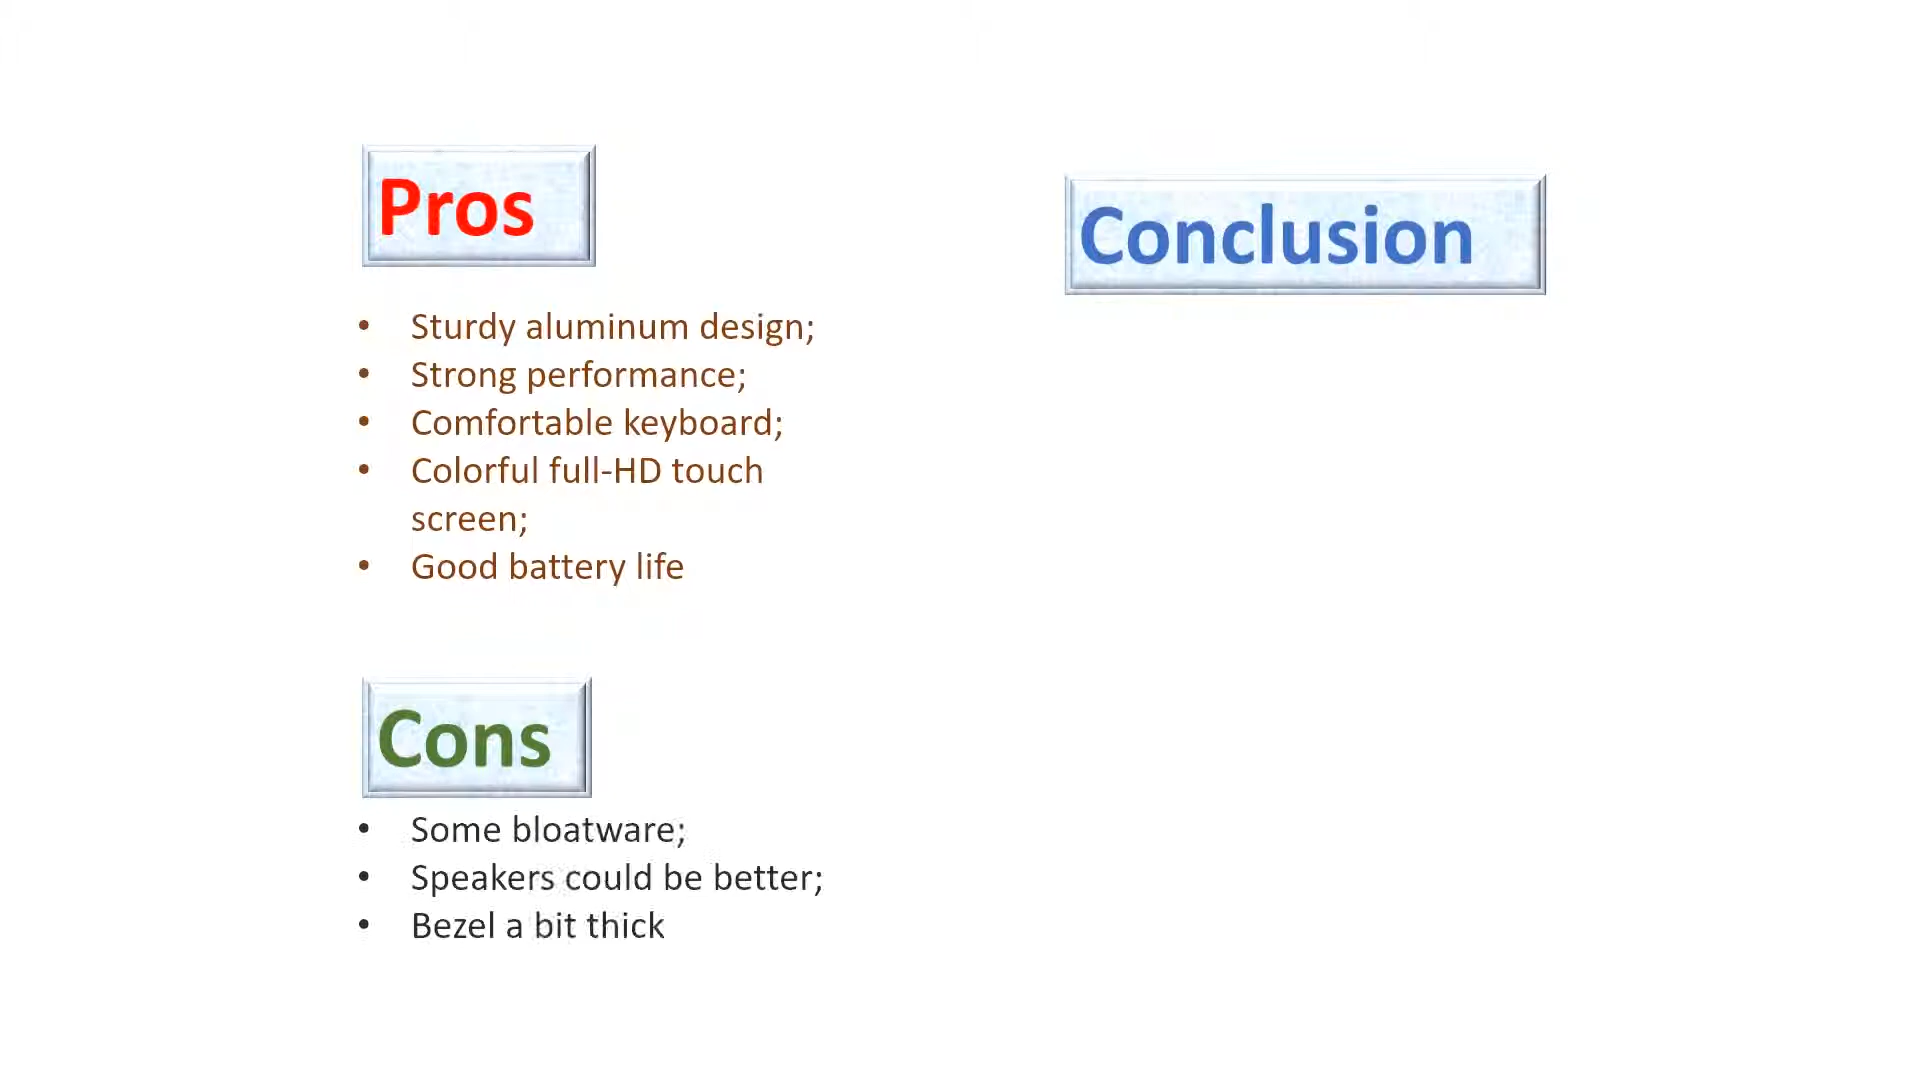 Pros
• Sturdy aluminum design;
• Strong performance;
• Comfortable keyboard;
• Colorful full-HD touch
screen;
• Good battery life
Cons
• Some bloatware;
• Speakers could be better;
• Bezel a bit thick
Conclusion